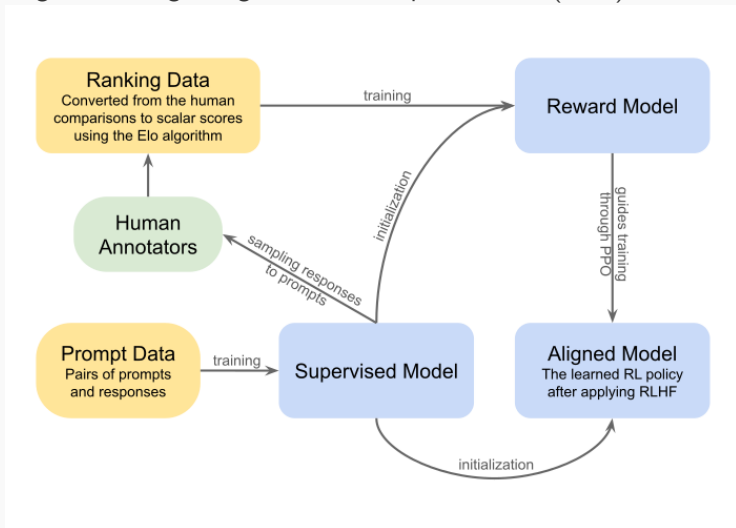 Ranking Data
Converted from the human
comparisons to scalar scores
using the Elo algorithm
training
Reward Model
Human
Annotators
sampling responses
to prompts
initialization
guides training
through PPO
Prompt Data
Pairs of prompts
and responses
training
Supervised Model
Aligned Model
The learned RL policy
after applying RLHF
initialization